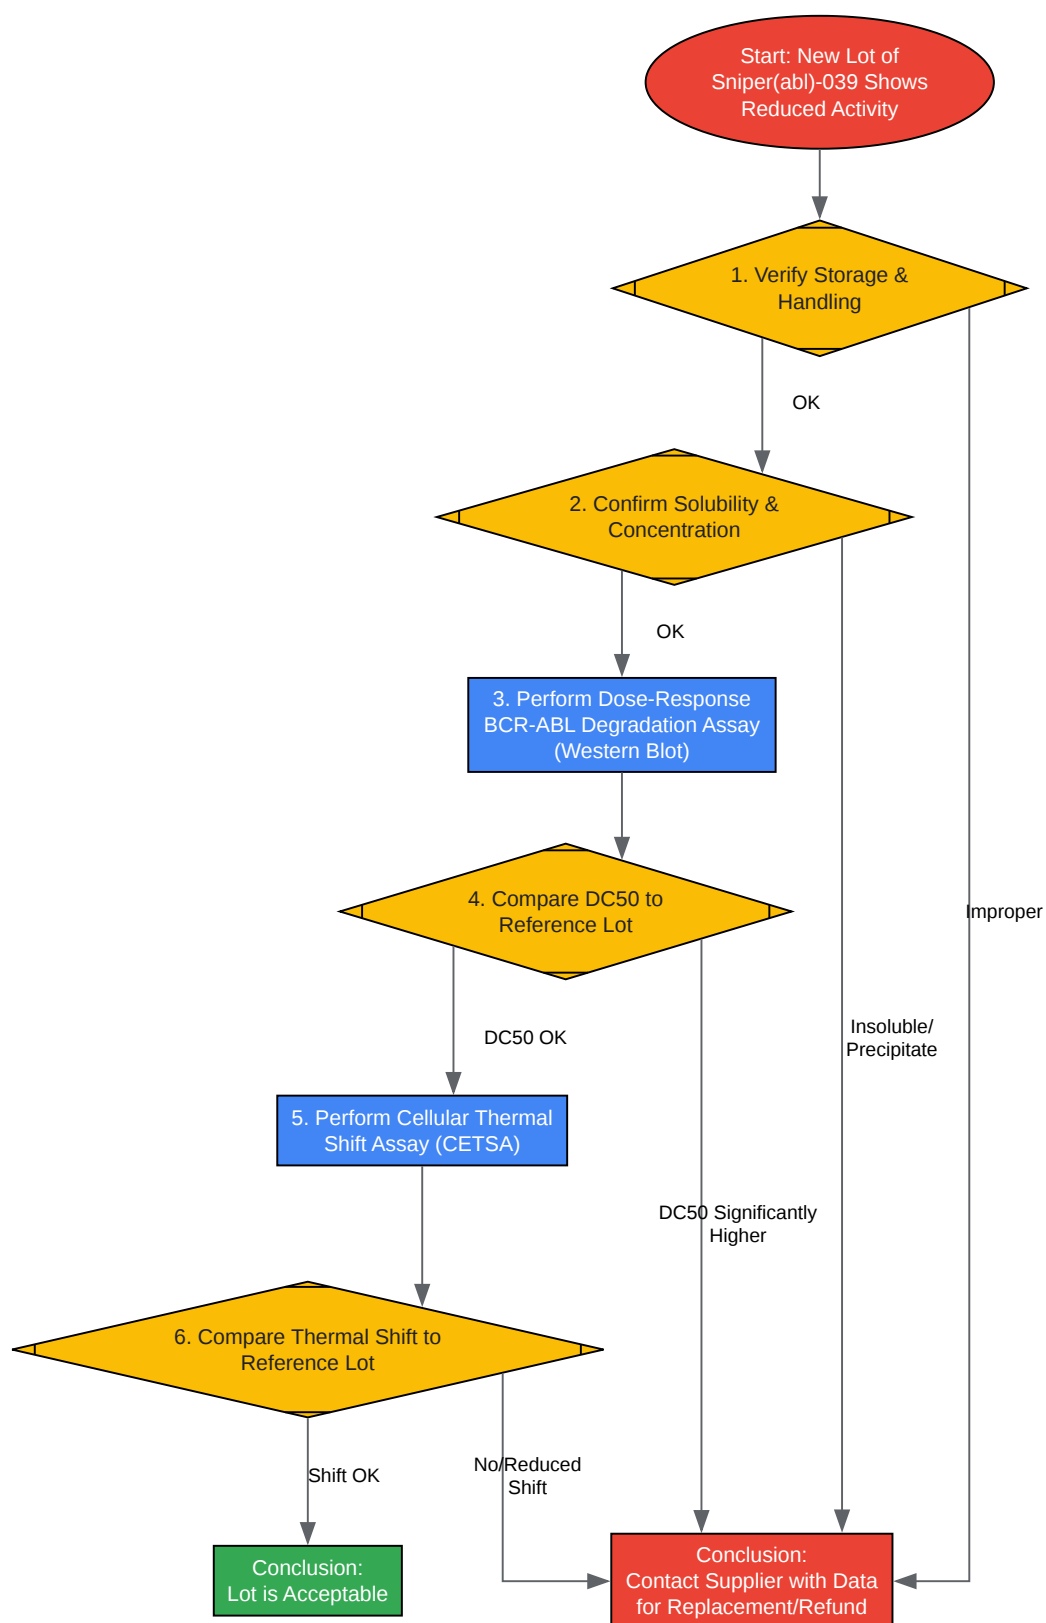 Start: New Lot of
Sniper(abl)-039 Shows
Reduced Activity
1. Verify Storage &
Handling
OK
2. Confirm Solubility &
Concentration
OK
3. Perform Dose-Response
BCR-ABL Degradation Assay
(Western Blot)
4. Compare DC50 to
Reference Lot
Improper
DC50 OK
Insoluble/
Precipitate
5. Perform Cellular Thermal
Shift Assay (CETSA)
DC50 Significantly
Higher
6. Compare Thermal Shift to
Reference Lot
Shift OK
No/Reduced
Shift
Conclusion:
Lot is Acceptable
Conclusion:
Contact Supplier with Data
for Replacement/Refund